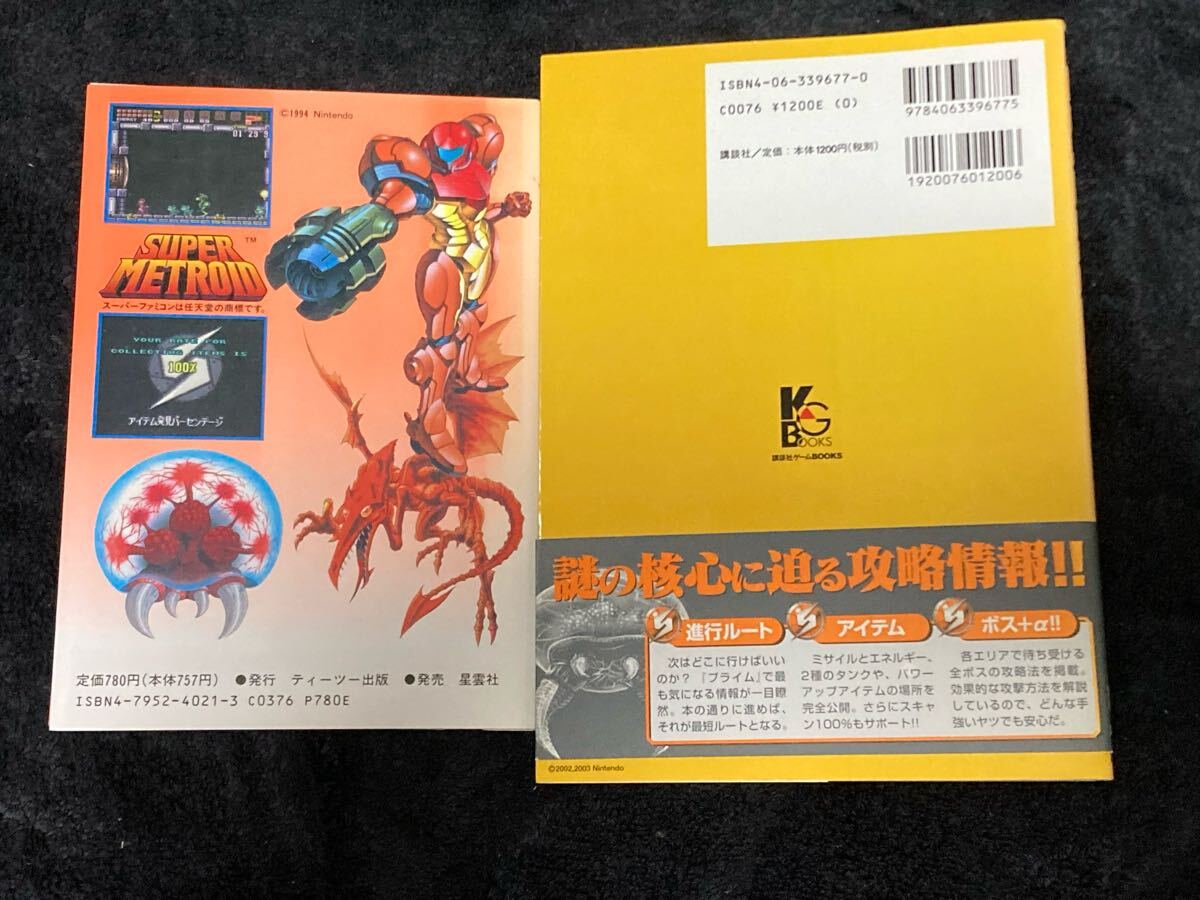 ©1994 Nintendo
ENERGY
01'29'9
SUPER
METROID™
スーパーファミコンは任天堂の商標です。
YOUR RATE FOR
COLLECTING ITEMS IS
100%
アイテム発見パーセンテージ
定価780円(本体757円) ●発行 ティーツー出版 ●発売 星雲社
ISBN4-7952-4021-3 C0376 P780E
ISBN4-06-339677-0
C0076 ¥1200E (0)
講談社/定価:本体1200円(税別)
9784063396775
1920076012006
KGBOOKS
講談社ゲームBOOKS
謎の核心に迫る攻略情報!!
進行ルート
次はどこに行けばいい
のか? 『プライム』で最
も気になる情報が一目瞭
然。本の通りに進めば、
それが最短ルートとなる。
アイテム
ミサイルとエネルギー、
2種のタンクや、パワー
アップアイテムの場所を
完全公開。さらにスキャ
ン100%もサポート!!
ボス+α!!
各エリアで待ち受ける
全ボスの攻略法を掲載。
効果的な攻撃方法を解説
しているので、どんな手
強いヤツでも安心だ。
©2002,2003 Nintendo